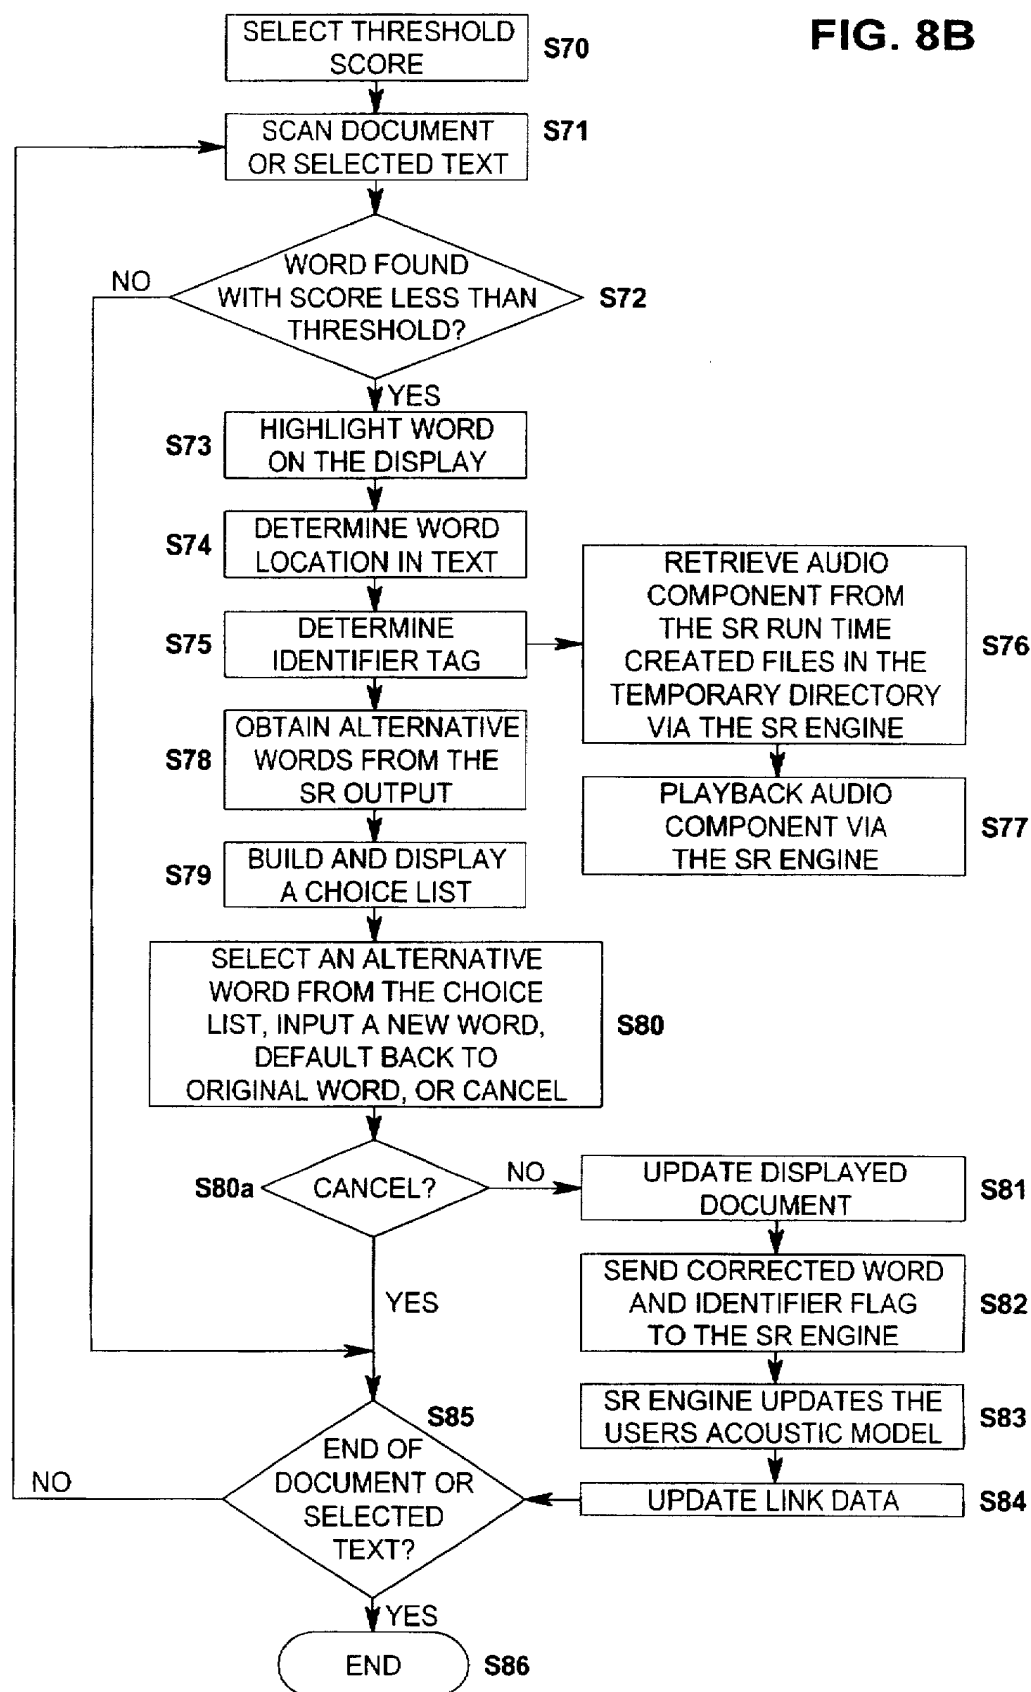 FIG. 8B
SELECT THRESHOLD
SCORE
S70
SCAN DOCUMENT
OR SELECTED TEXT
S71
WORD FOUND
WITH SCORE LESS THAN
THRESHOLD?
S72
NO
YES
S73
HIGHLIGHT WORD
ON THE DISPLAY
S74
DETERMINE WORD
LOCATION IN TEXT
S75
DETERMINE
IDENTIFIER TAG
RETRIEVE AUDIO
COMPONENT FROM
THE SR RUN TIME
CREATED FILES IN THE
TEMPORARY DIRECTORY
VIA THE SR ENGINE
S76
PLAYBACK AUDIO
COMPONENT VIA
THE SR ENGINE
S77
S78
OBTAIN ALTERNATIVE
WORDS FROM THE
SR OUTPUT
S79
BUILD AND DISPLAY
A CHOICE LIST
SELECT AN ALTERNATIVE
WORD FROM THE CHOICE
LIST, INPUT A NEW WORD,
DEFAULT BACK TO
ORIGINAL WORD, OR CANCEL
S80
S80a
CANCEL?
NO
YES
UPDATE DISPLAYED
DOCUMENT
S81
SEND CORRECTED WORD
AND IDENTIFIER FLAG
TO THE SR ENGINE
S82
SR ENGINE UPDATES THE
USERS ACOUSTIC MODEL
S83
UPDATE LINK DATA
S84
S85
END OF
DOCUMENT OR
SELECTED
TEXT?
NO
YES
END
S86